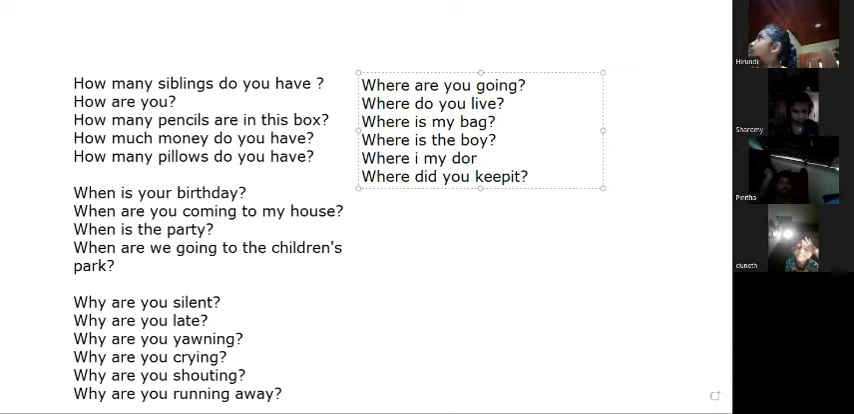 How many siblings do you have ?
How are you?
How many pencils are in this box?
How much money do you have?
How many pillows do you have?
When is your birthday?
When are you coming to my house?
When is the party?
When are we going to the children's
park?
Why are you silent?
Why are you late?
Why are you yawning?
Why are you crying?
Why are you shouting?
Why are you running away?
Where are you going?
Where do you live?
Where is my bag?
Where is the boy?
Where i my dor
Where did you keepit?
Hirundi
Sharomy
Piritha